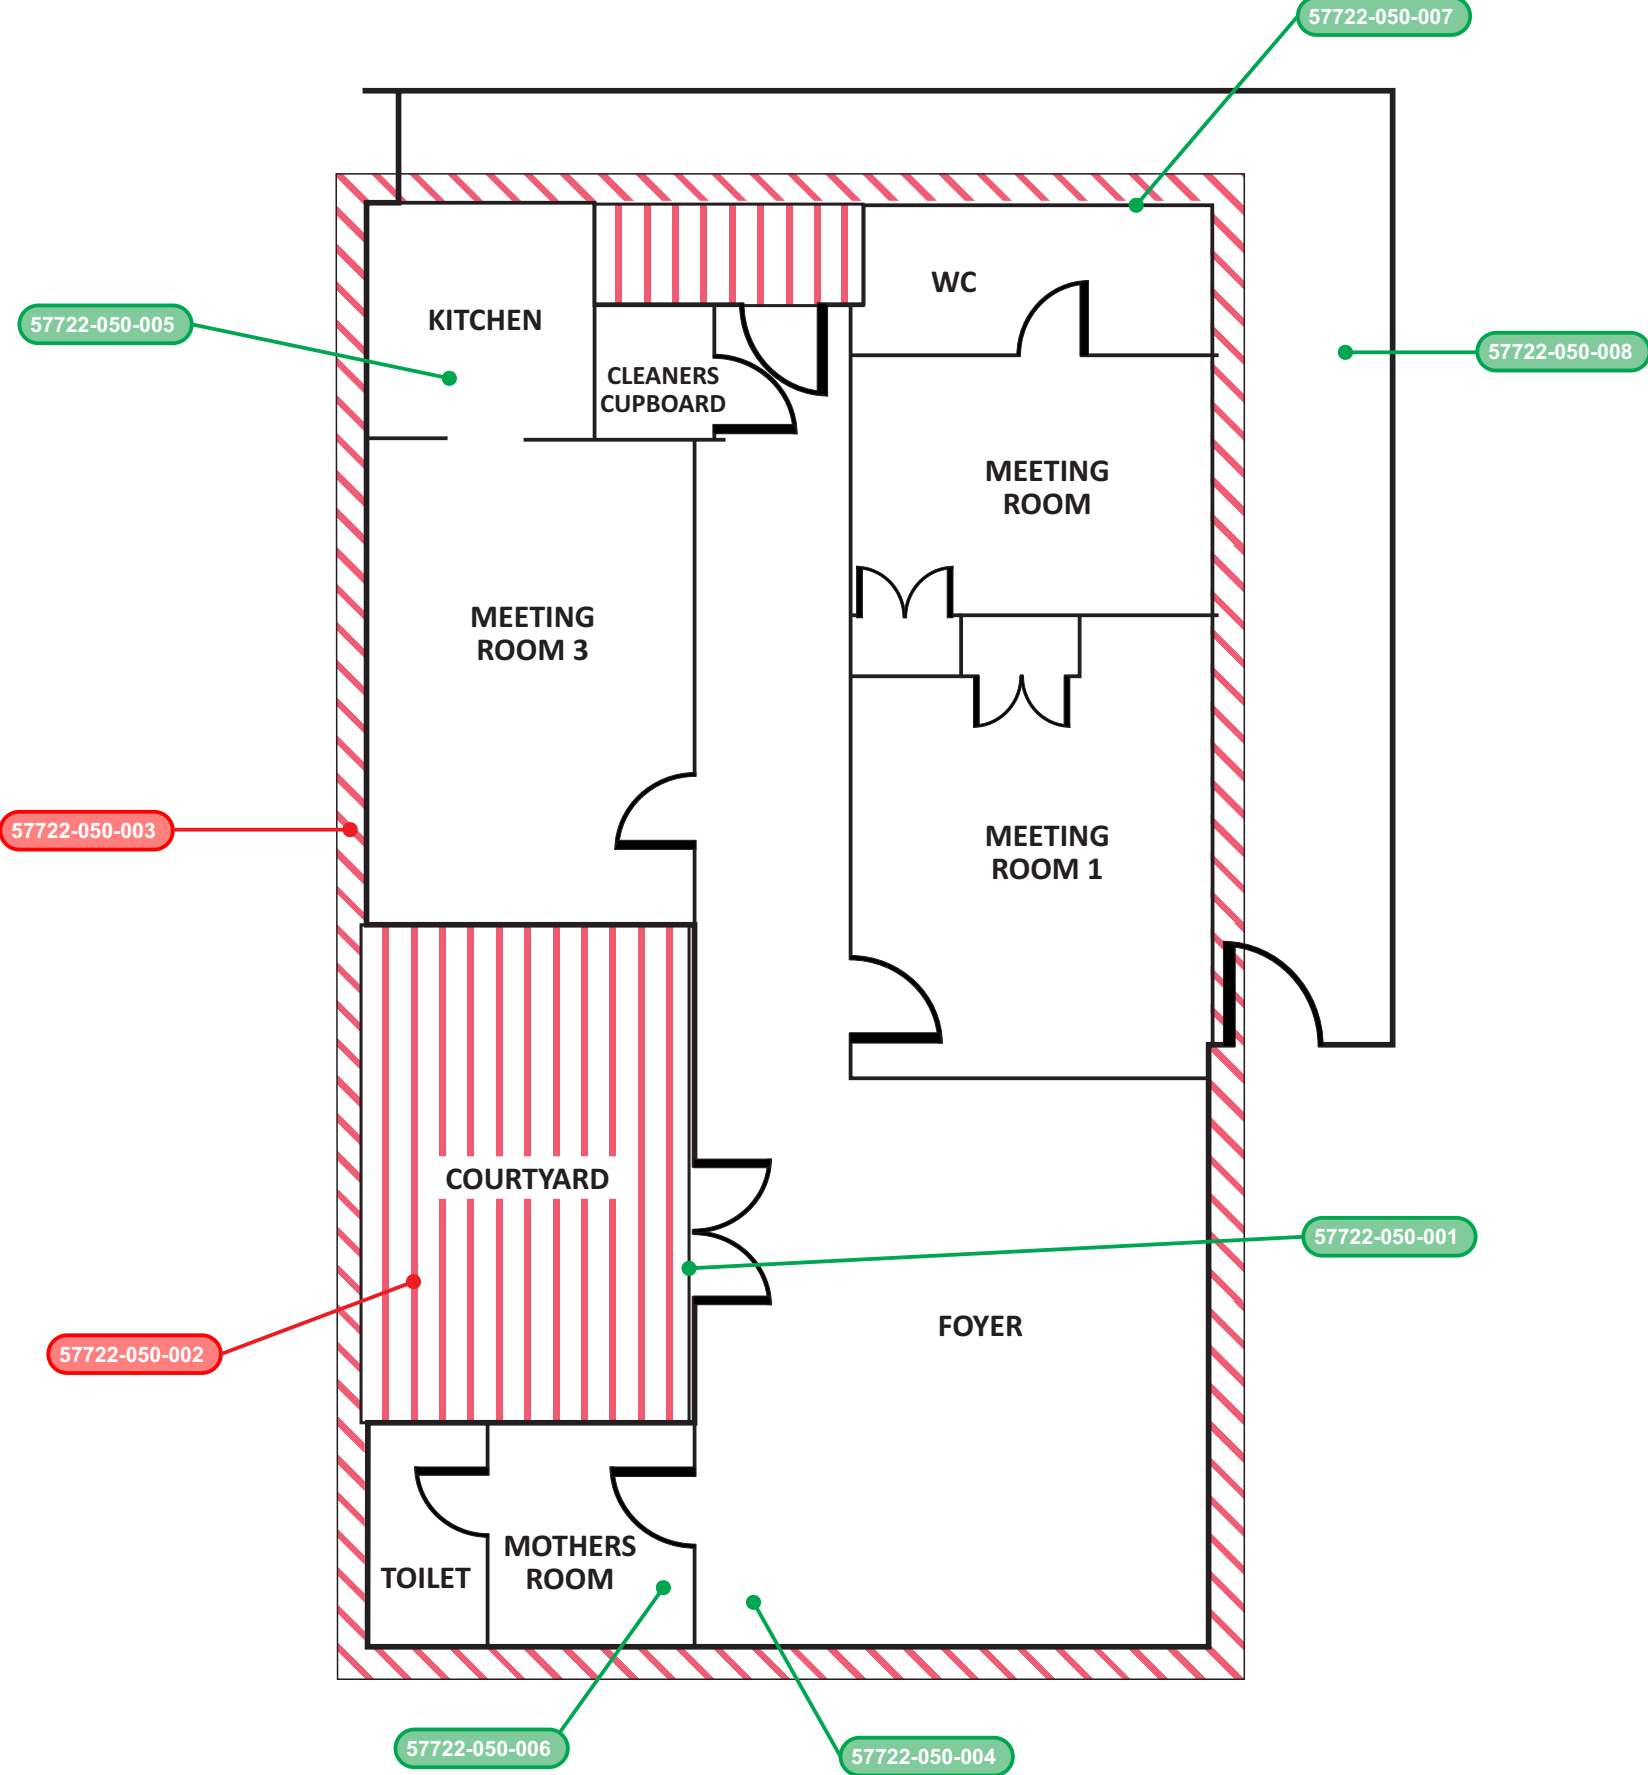 57722-050-007
WC
KITCHEN
57722-050-005
57722-050-008
CLEANERS
CUPBOARD
MEETING
ROOM
MEETING
ROOM 3
57722-050-003
MEETING
ROOM 1
COURTYARD
57722-050-001
FOYER
57722-050-002
MOTHERS
ROOM
TOILET
57722-050-006
57722-050-004